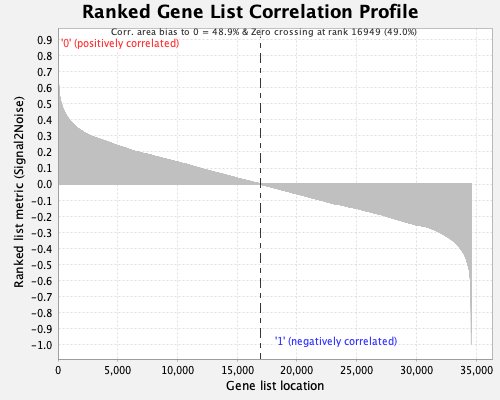 Ranked Gene List Correlation Profile
Corr. area bias to 0 = 48.9% & Zero crossing at rank 16949 (49.0%)
'0' (positively correlated)
0.9
0.8
0.7
0.6
0.5
0.4
0.3
0.2
0.1
0.0
-0.1
-0.2
-0.3
-0.4
-0.5
-0.6
-0.7
-0.8
-0.9
-1.0
Ranked list metric (Signal2Noise)
'1' (negatively correlated)
0 5,000 10,000 15,000 20,000 25,000 30,000 35,000
Gene list location